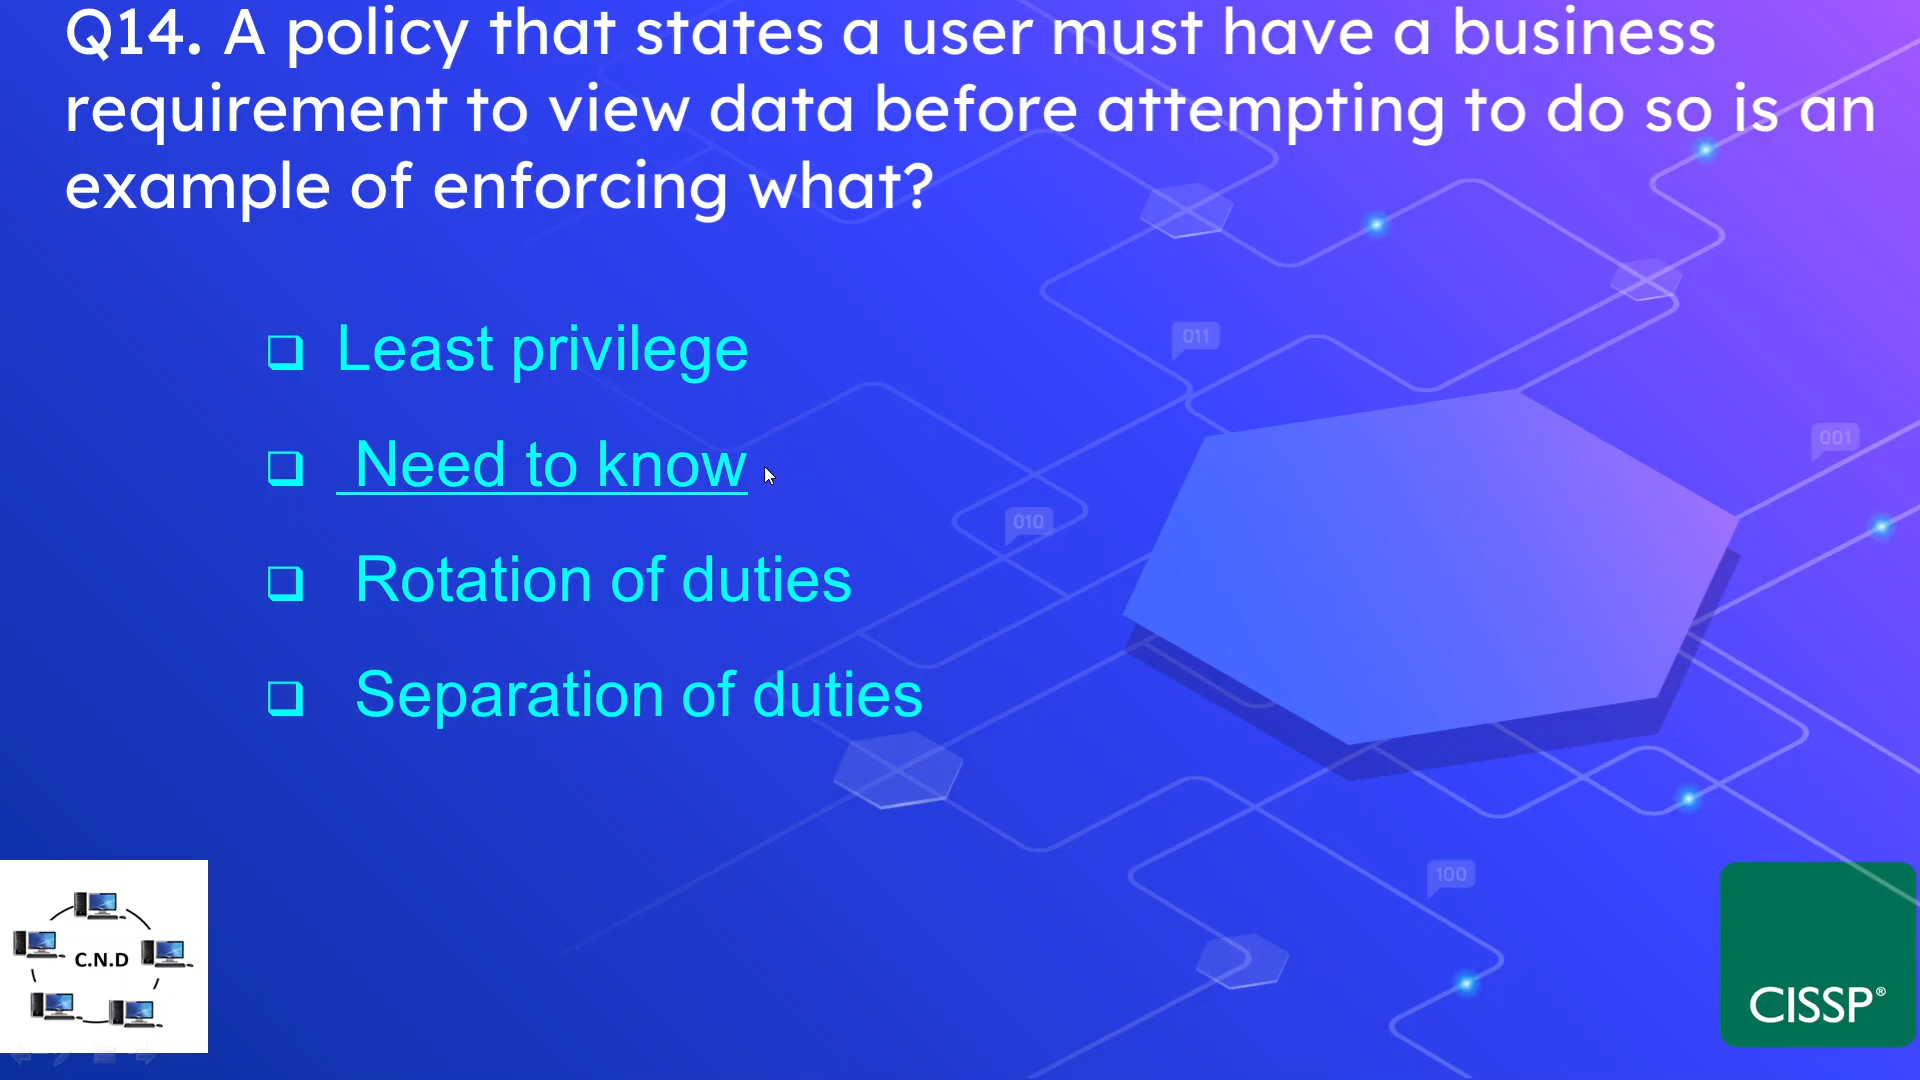 Q14. A policy that states a user must have a business
requirement to view data before attempting to do so is an
example of enforcing what?
Least privilege
Need to know
Rotation of duties
Separation of duties
011
001
010
100
C.N.D
CISSP®